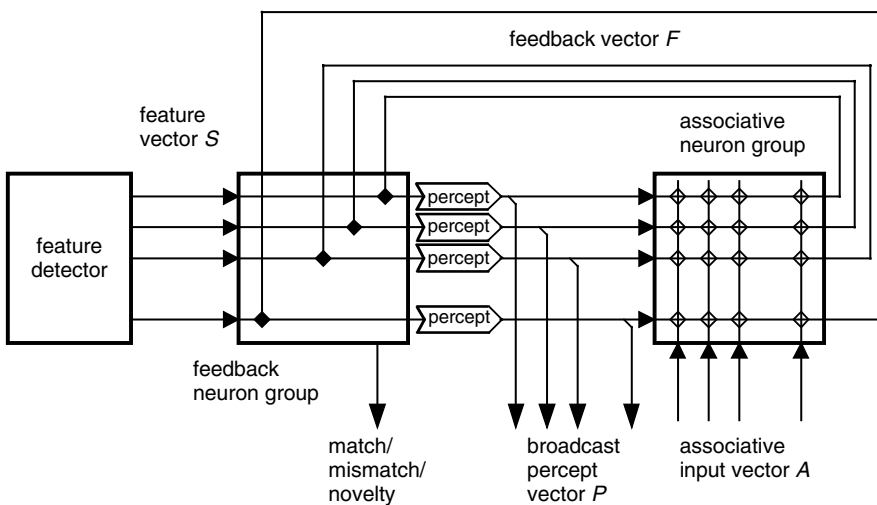 feedback vector F
feature
vector S
associative
neuron group
feature
detector
percept
percept
percept
percept
feedback
neuron group
match/
mismatch/
novelty
broadcast
percept
vector P
associative
input vector A